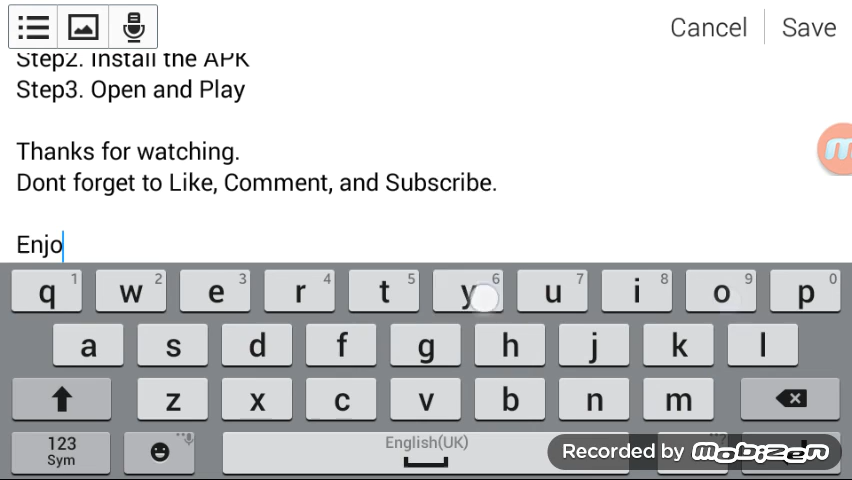 Cancel Save
Step2. Install the APK
Step3. Open and Play
Thanks for watching.
Dont forget to Like, Comment, and Subscribe.
Enjo
q 1 w 2 e 3 r 4 t 5 y 6 u 7 i 8 o 9 p 0
a s d f g h j k l
z x c v b n m
123
Sym
English(UK)
Recorded by mobizen